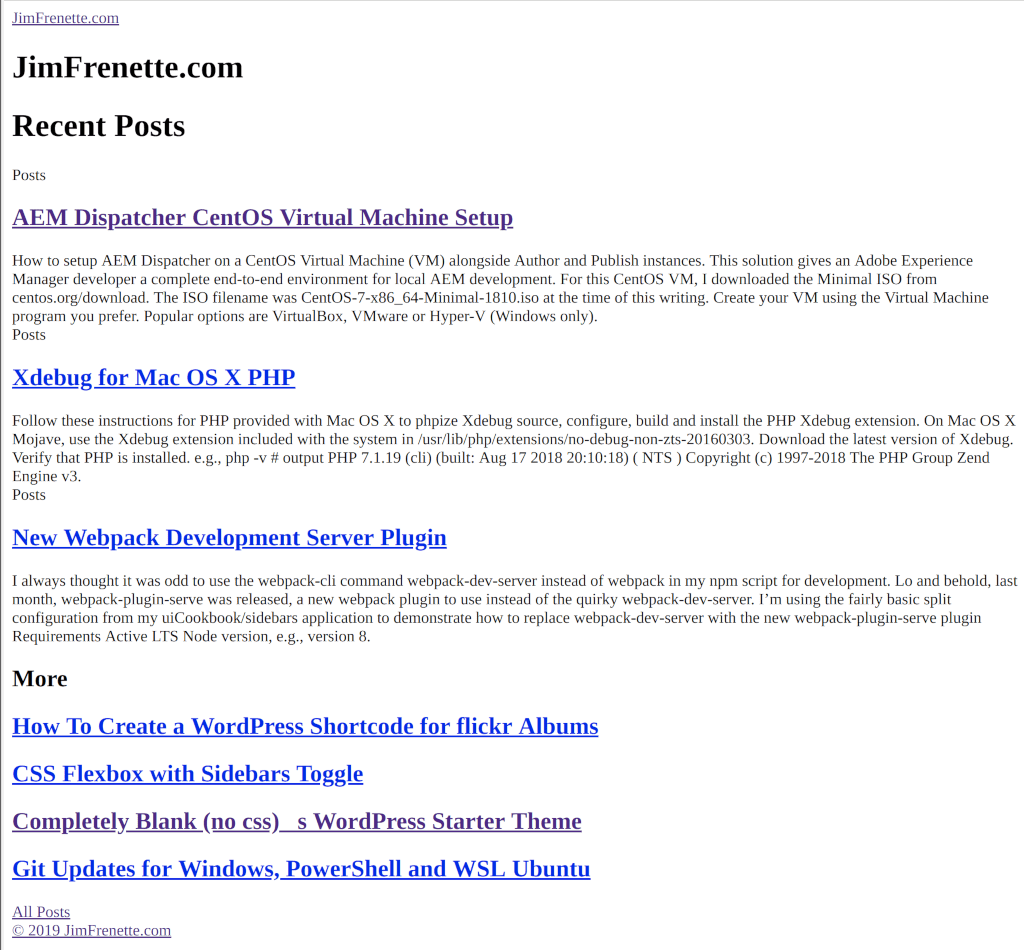 JimFrenette.com
JimFrenette.com
Recent Posts
Posts
AEM Dispatcher CentOS Virtual Machine Setup
How to setup AEM Dispatcher on a CentOS Virtual Machine (VM) alongside Author and Publish instances. This solution gives an Adobe Experience
Manager developer a complete end-to-end environment for local AEM development. For this CentOS VM, I downloaded the Minimal ISO from
centos.org/download. The ISO filename was CentOS-7-x86_64-Minimal-1810.iso at the time of this writing. Create your VM using the Virtual Machine
program you prefer. Popular options are VirtualBox, VMware or Hyper-V (Windows only).
Posts
Xdebug for Mac OS X PHP
Follow these instructions for PHP provided with Mac OS X to phpize Xdebug source, configure, build and install the PHP Xdebug extension. On Mac OS X
Mojave, use the Xdebug extension included with the system in /usr/lib/php/extensions/no-debug-non-zts-20160303. Download the latest version of Xdebug.
Verify that PHP is installed. e.g., php -v # output PHP 7.1.19 (cli) (built: Aug 17 2018 20:10:18) ( NTS ) Copyright (c) 1997-2018 The PHP Group Zend
Engine v3.
Posts
New Webpack Development Server Plugin
I always thought it was odd to use the webpack-cli command webpack-dev-server instead of webpack in my npm script for development. Lo and behold, last
month, webpack-plugin-serve was released, a new webpack plugin to use instead of the quirky webpack-dev-server. I’m using the fairly basic split
configuration from my uiCookbook/sidebars application to demonstrate how to replace webpack-dev-server with the new webpack-plugin-serve plugin
Requirements Active LTS Node version, e.g., version 8.
More
How To Create a WordPress Shortcode for flickr Albums
CSS Flexbox with Sidebars Toggle
Completely Blank (no css) _s WordPress Starter Theme
Git Updates for Windows, PowerShell and WSL Ubuntu
All Posts
© 2019 JimFrenette.com